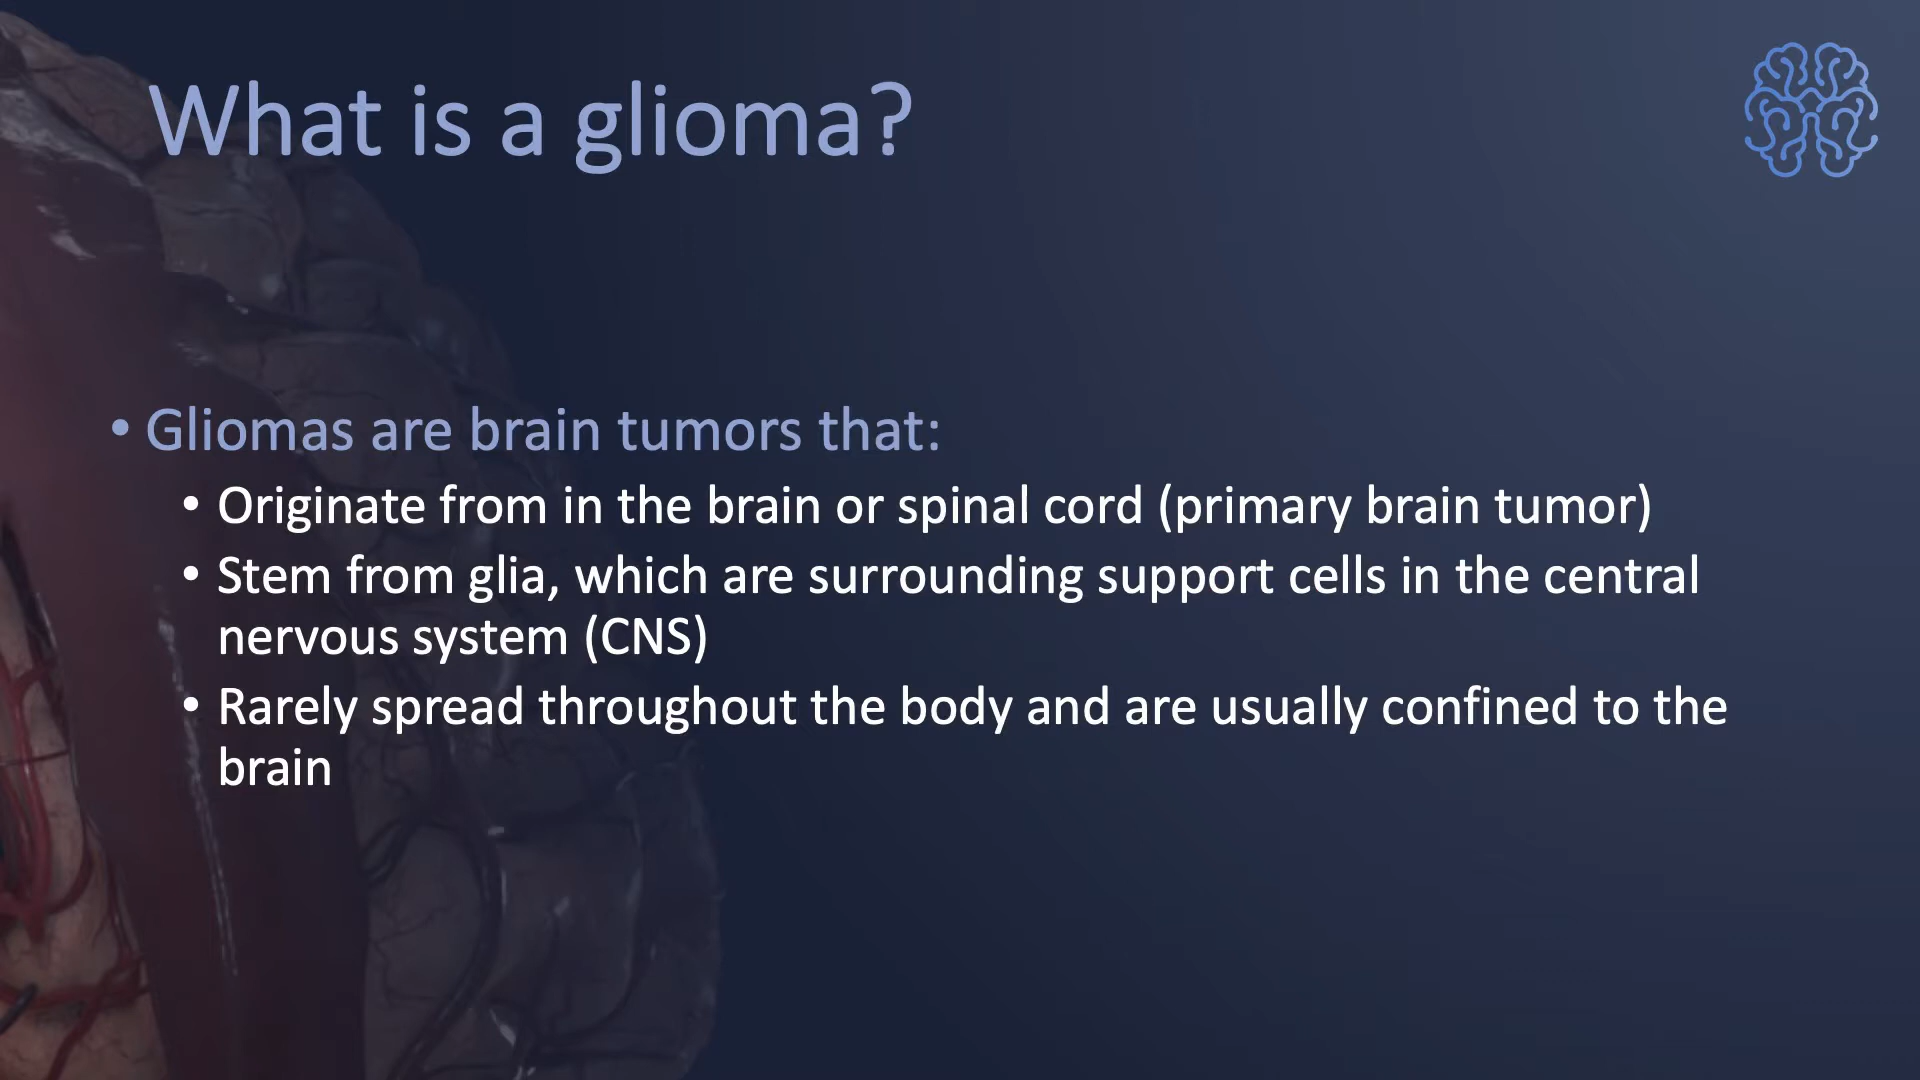 What is a glioma?
• Gliomas are brain tumors that:
• Originate from in the brain or spinal cord (primary brain tumor)
• Stem from glia, which are surrounding support cells in the central
nervous system (CNS)
• Rarely spread throughout the body and are usually confined to the
brain